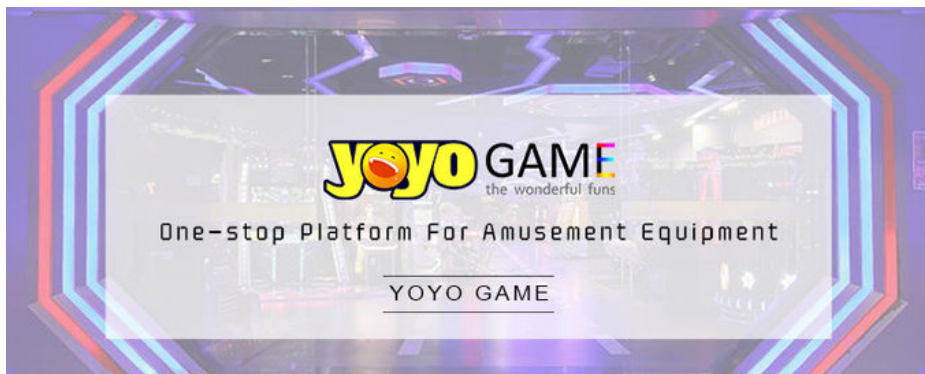 yoyo GAME
the wonderful funs
One-stop Platform For Amusement Equipment
YOYO GAME